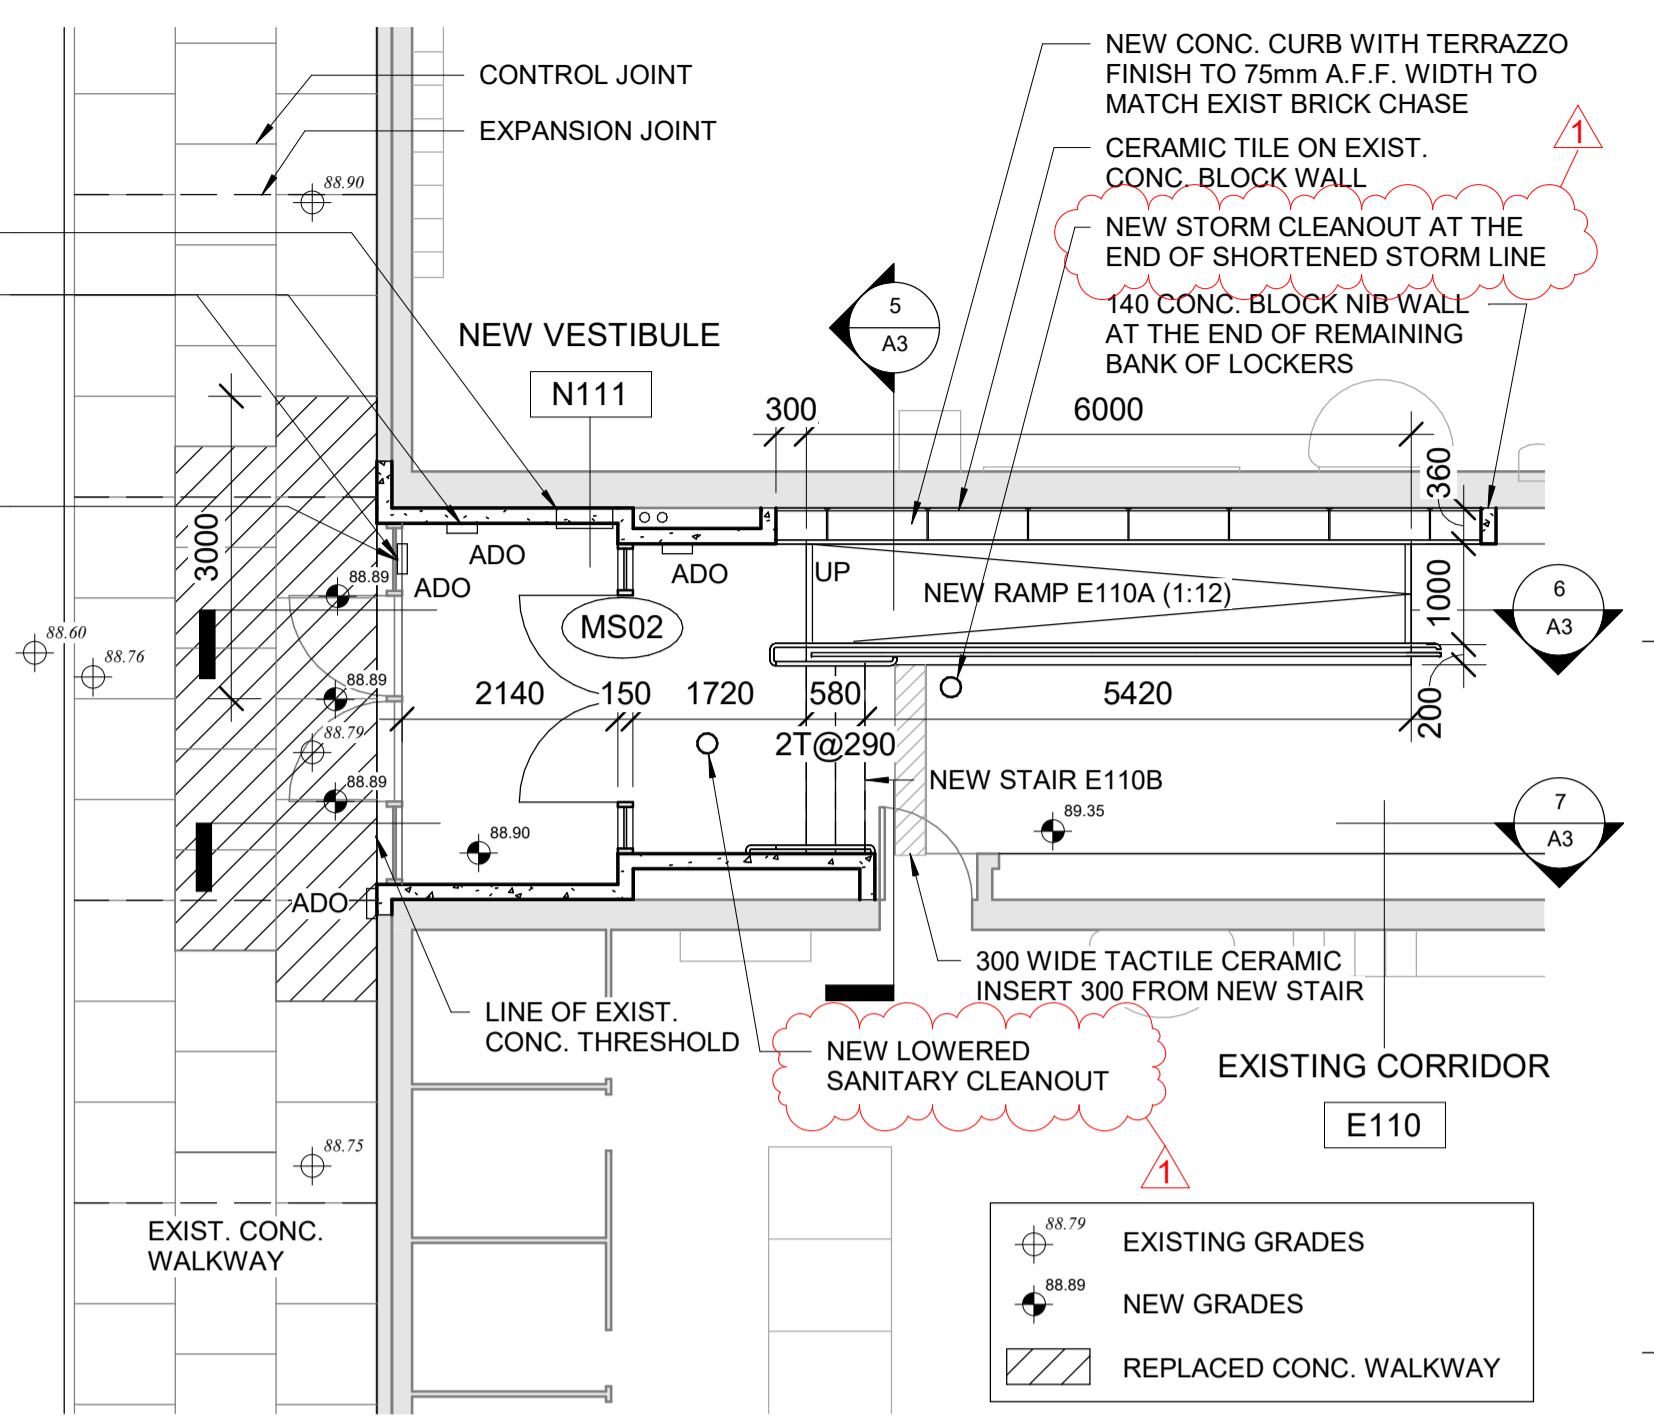 CONTROL JOINT
EXPANSION JOINT
NEW CONC. CURB WITH TERRAZZO
FINISH TO 75mm A.F.F. WIDTH TO
MATCH EXIST BRICK CHASE
1
CERAMIC TILE ON EXIST.
CONC. BLOCK WALL
NEW STORM CLEANOUT AT THE
END OF SHORTENED STORM LINE
140 CONC. BLOCK NIB WALL
AT THE END OF REMAINING
BANK OF LOCKERS
88.90
5
A3
NEW VESTIBULE
N111
300
6000
360
3000
ADO
ADO
ADO
UP
NEW RAMP E110A (1:12)
1000
6
A3
88.89
MS02
88.60
88.76
88.89
2140
150
1720
580
5420
200
88.79
2T@290
88.89
NEW STAIR E110B
88.90
89.35
7
A3
ADO
300 WIDE TACTILE CERAMIC
INSERT 300 FROM NEW STAIR
LINE OF EXIST.
CONC. THRESHOLD
NEW LOWERED
SANITARY CLEANOUT
1
EXISTING CORRIDOR
E110
88.75
EXIST. CONC.
WALKWAY
88.79
EXISTING GRADES
88.89
NEW GRADES
REPLACED CONC. WALKWAY